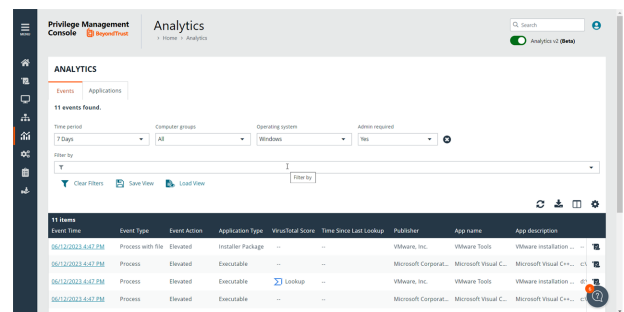 MENU
Privilege Management
Console BeyondTrust
Analytics
Home > Analytics
Search
Analytics v2 (Beta)
ANALYTICS
Events Applications
11 events found.
Time period Computer groups Operating system Admin required
7 Days All Windows Yes
Filter by
Filter by
Clear Filters Save View Load View
11 items
Event Time Event Type Event Action Application Type VirusTotal Score Time Since Last Lookup Publisher App name App description
06/12/2023 4:47 PM Process with file Elevated Installer Package -- -- VMware, Inc. VMware Tools VMware installation ... --
06/12/2023 4:47 PM Process Elevated Executable -- -- Microsoft Corporat... Microsoft Visual C... Microsoft Visual C++... c:\
06/12/2023 4:47 PM Process Elevated Executable Lookup -- VMware, Inc. VMware Tools VMware installation ... d:\
06/12/2023 4:47 PM Process Elevated Executable -- -- Microsoft Corporat... Microsoft Visual C... Microsoft Visual C++... c:\